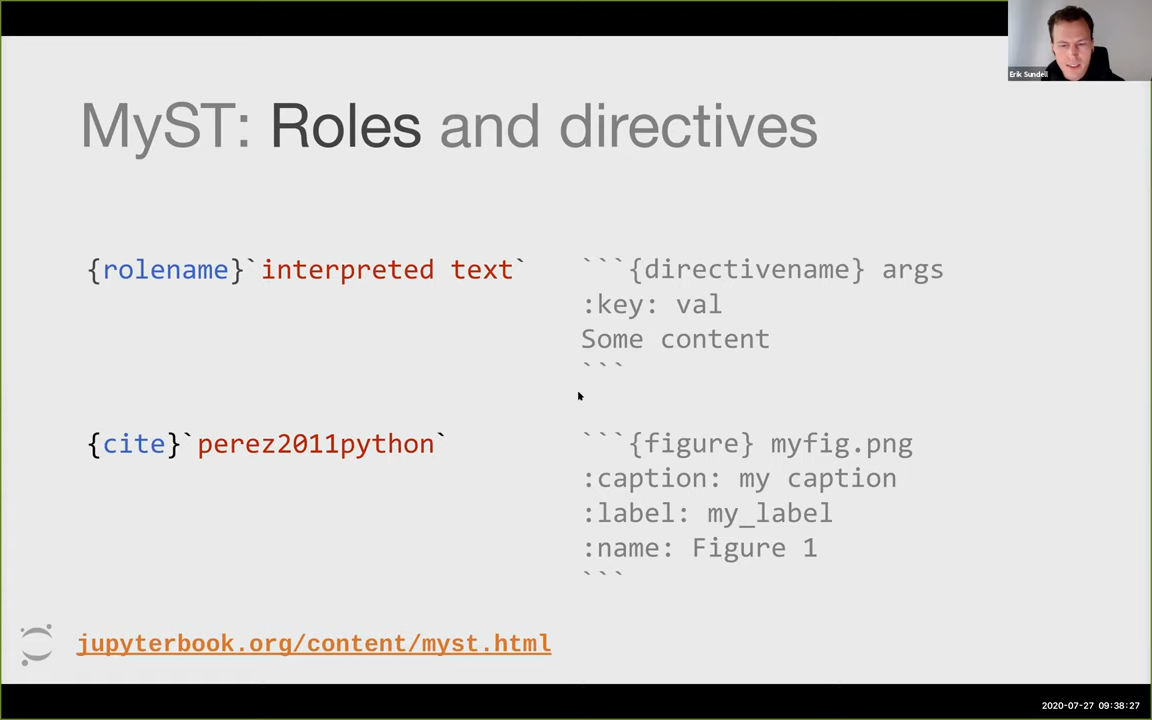 Erik Sundell
MyST: Roles and directives
{rolename}`interpreted text`
```{directivename} args
:key: val
Some content
```
{cite}`perez2011python`
```{figure} myfig.png
:caption: my caption
:label: my_label
:name: Figure 1
```
jupyterbook.org/content/myst.html
2020-07-27 09:38:27